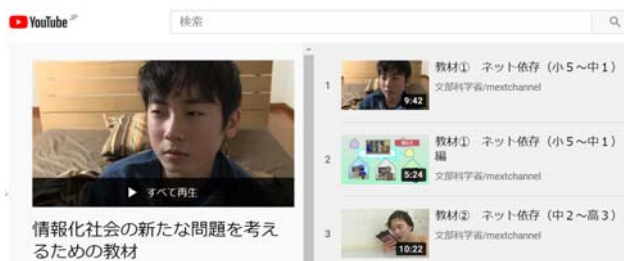 YouTube JP
検索
すべて再生
情報化社会の新たな問題を考え
るための教材
1
教材① ネット依存（小５～中１）
文部科学省/mextchannel
9:42
2
教材① ネット依存（小５～中１）
編
文部科学省/mextchannel
5:24
3
教材② ネット依存（中２～高３）
文部科学省/mextchannel
10:22